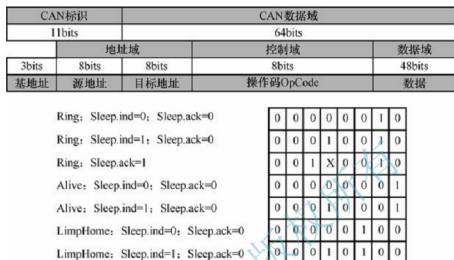 CAN标识 CAN数据域
11bits 64bits
地址域 控制域 数据域
3bits 8bits 8bits 8bits 48bits
基地址 源地址 目标地址 操作码OpCode 数据
Ring: Sleep.ind=0; Sleep.ack=0 0 0 0 0 0 0 1 0
Ring: Sleep.ind=1; Sleep.ack=0 0 0 0 1 0 0 1 0
Ring: Sleep.ack=1 0 0 1 X 0 0 1 0
Alive: Sleep.ind=0; Sleep.ack=0 0 0 0 0 0 0 0 1
Alive: Sleep.ind=1; Sleep.ack=0 0 0 0 0 0 0 1
LimpHome: Sleep.ind=0; Sleep.ack=0 0 0 0 0 1 0 0
LimpHome: Sleep.ind=1; Sleep.ack=0 0 0 1 0 1 0 0
版权所有